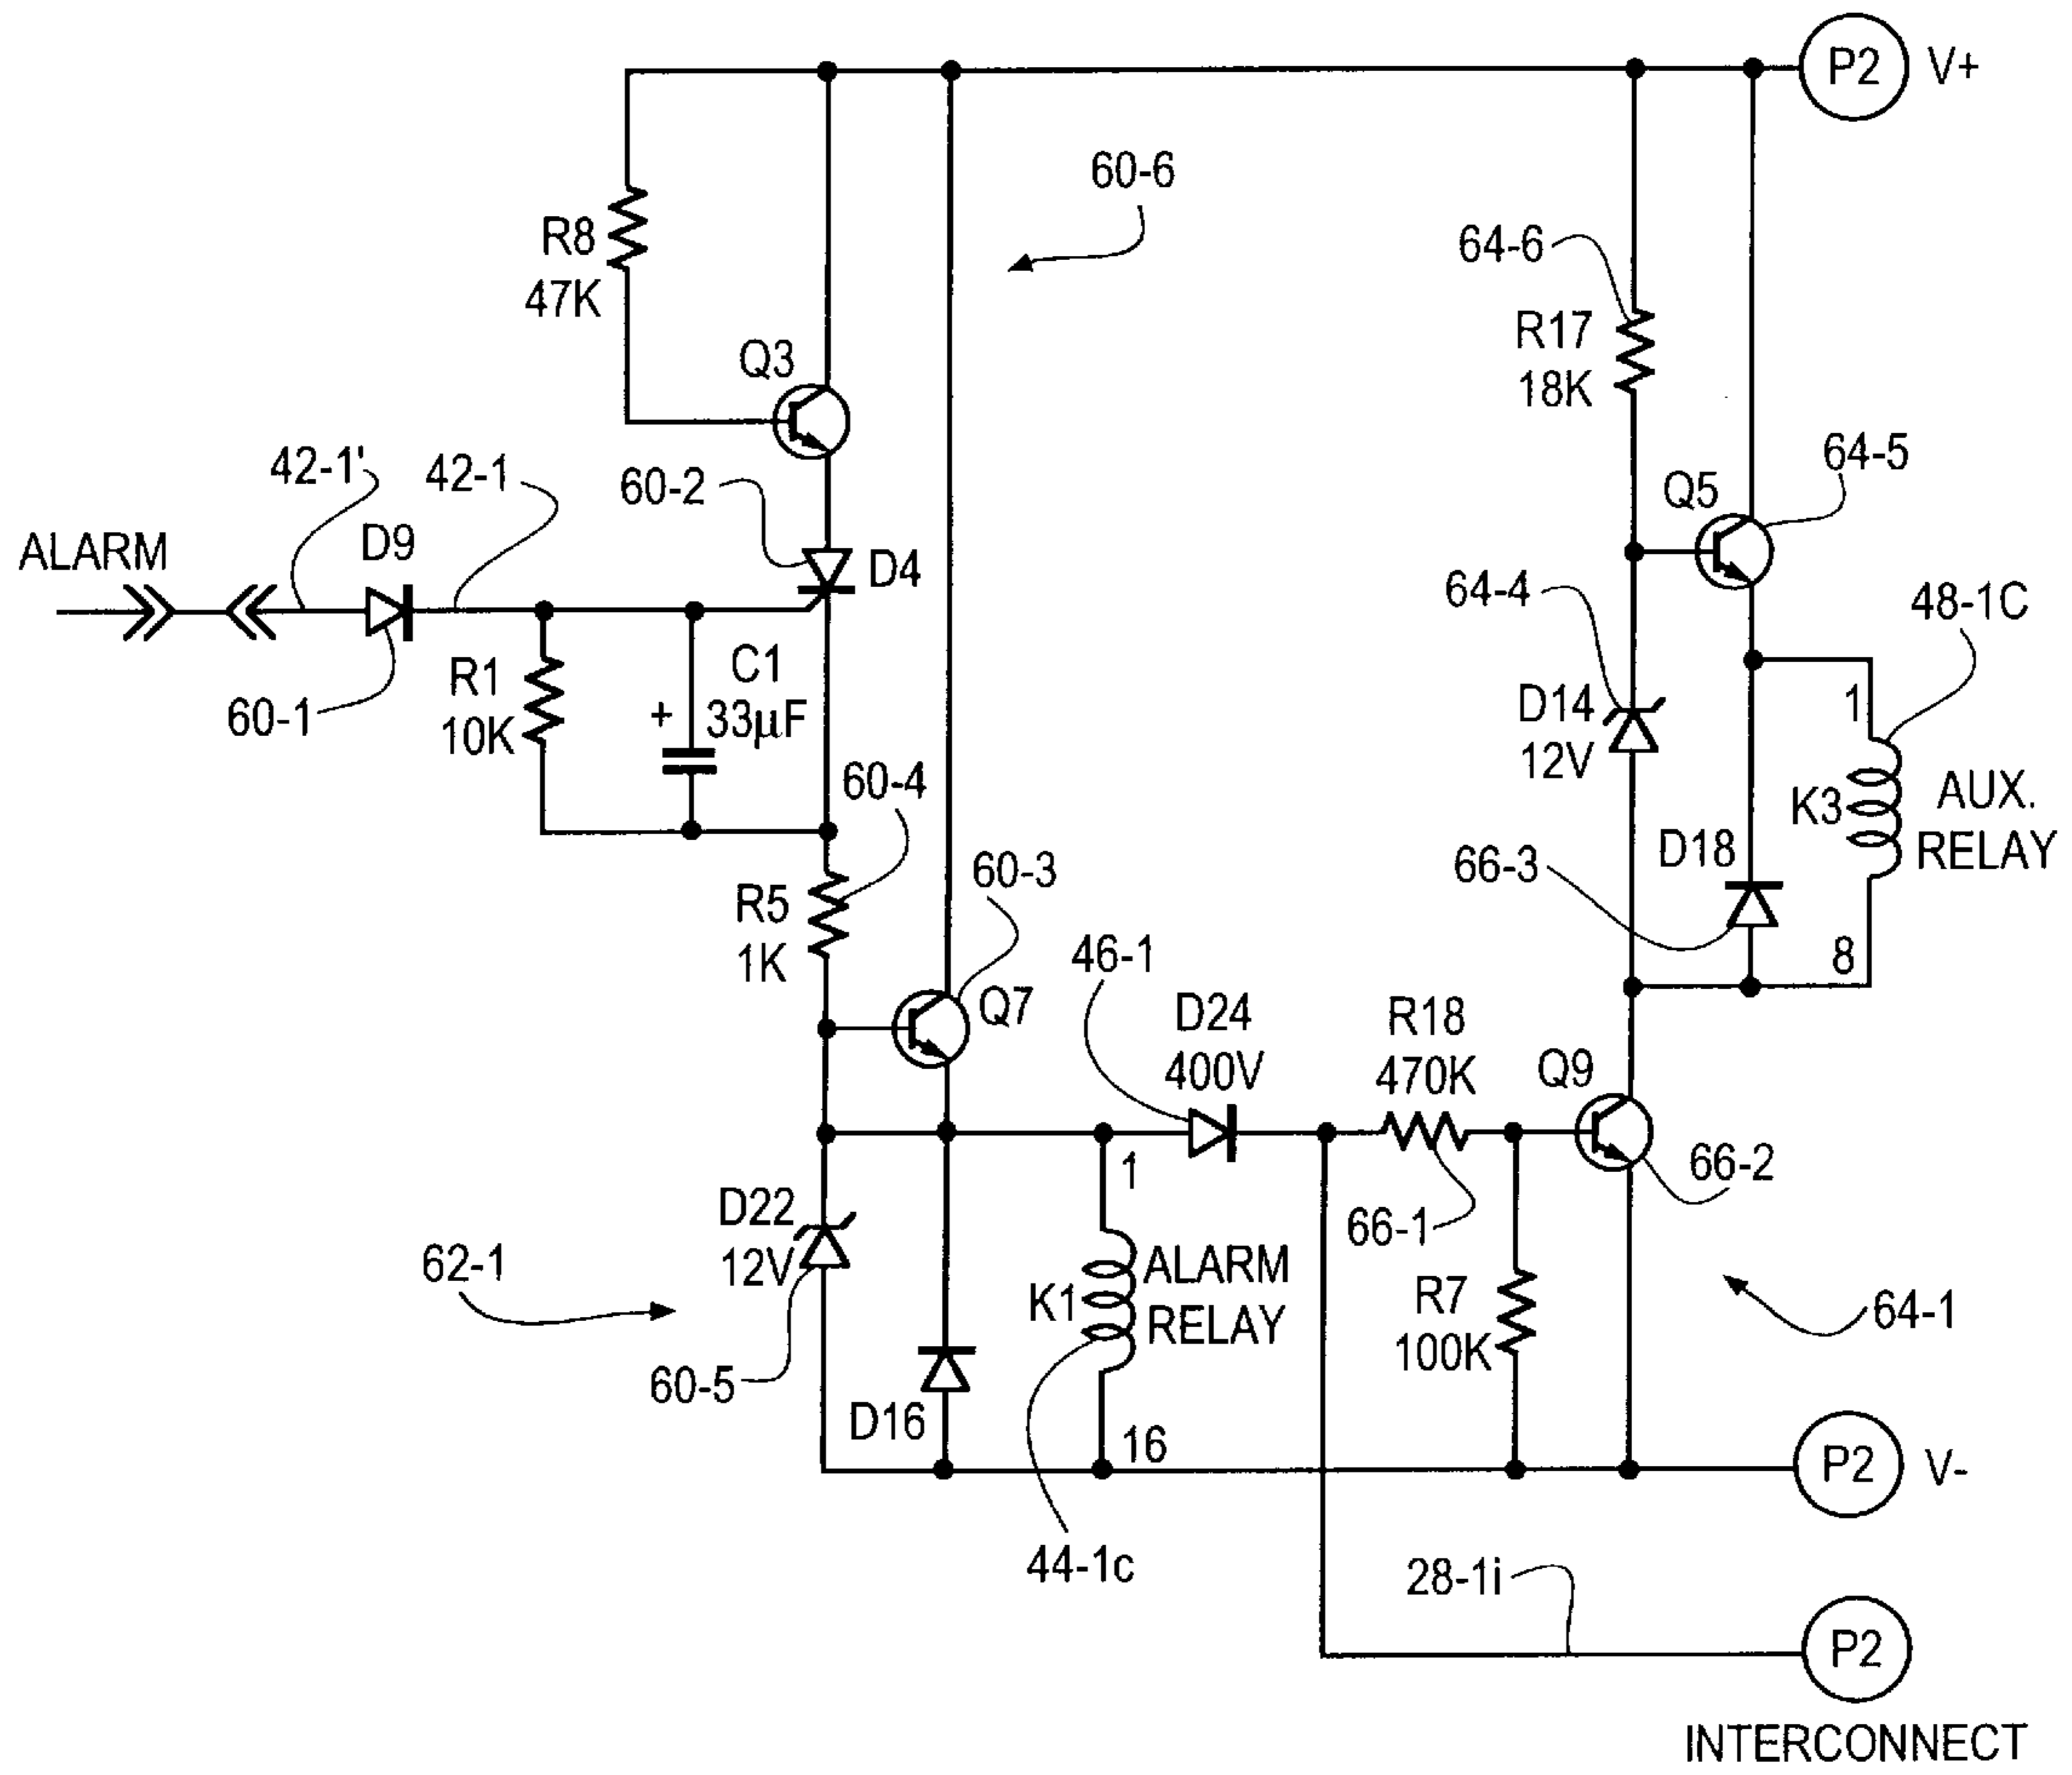 P2 V+
60-6
R8
47K
64-6
R17
18K
Q3
42-1'
42-1
60-2
Q5
64-5
ALARM
D9
D4
64-4
48-1C
R1
10K
C1
+ 33µF
60-1
D14
12V
1
60-4
K3
AUX.
RELAY
D18
66-3
60-3
R5
1K
46-1
8
Q7
D24
400V
R18
470K
Q9
1
66-2
D22
12V
66-1
62-1
K1
ALARM
RELAY
R7
100K
64-1
60-5
D16
16
P2 V-
44-1c
28-1i
P2
INTERCONNECT